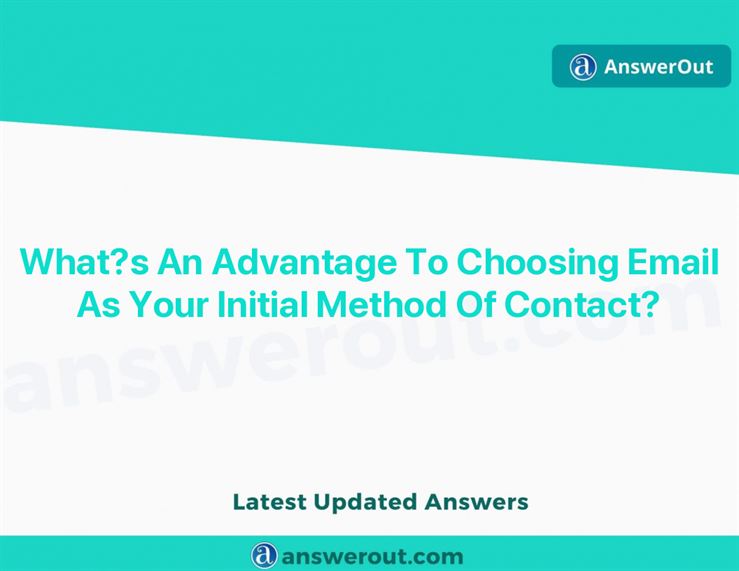 AnswerOut
What?s An Advantage To Choosing Email
As Your Initial Method Of Contact?
answerout.com
Latest Updated Answers
answerout.com